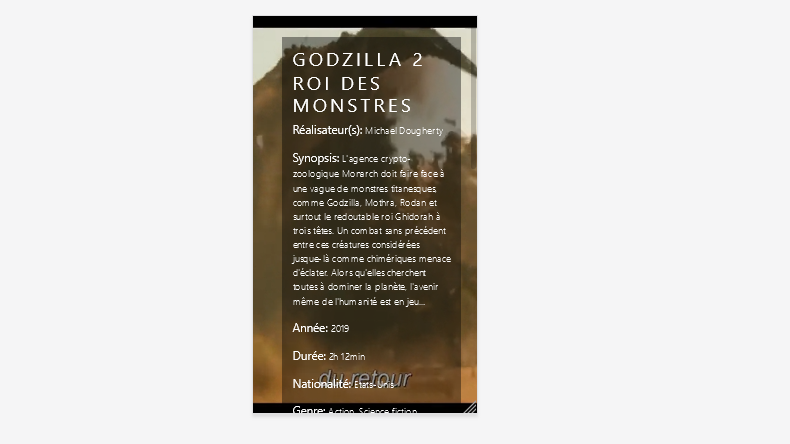 GODZILLA 2
ROI DES
MONSTRES
Réalisateur(s): Michael Dougherty
Synopsis: L'agence crypto-
zoologique Monarch doit faire face à
une vague de monstres titanesques,
comme Godzilla, Mothra, Rodan et
surtout le redoutable roi Ghidorah à
trois têtes. Un combat sans précédent
entre ces créatures considérées
jusque-là comme chimériques menace
d'éclater. Alors qu'elles cherchent
toutes à dominer la planète, l'avenir
même de l'humanité est en jeu...
Année: 2019
Durée: 2h 12min
du retour
Nationalité: Etats-Unis
Genre: Action, Science fiction